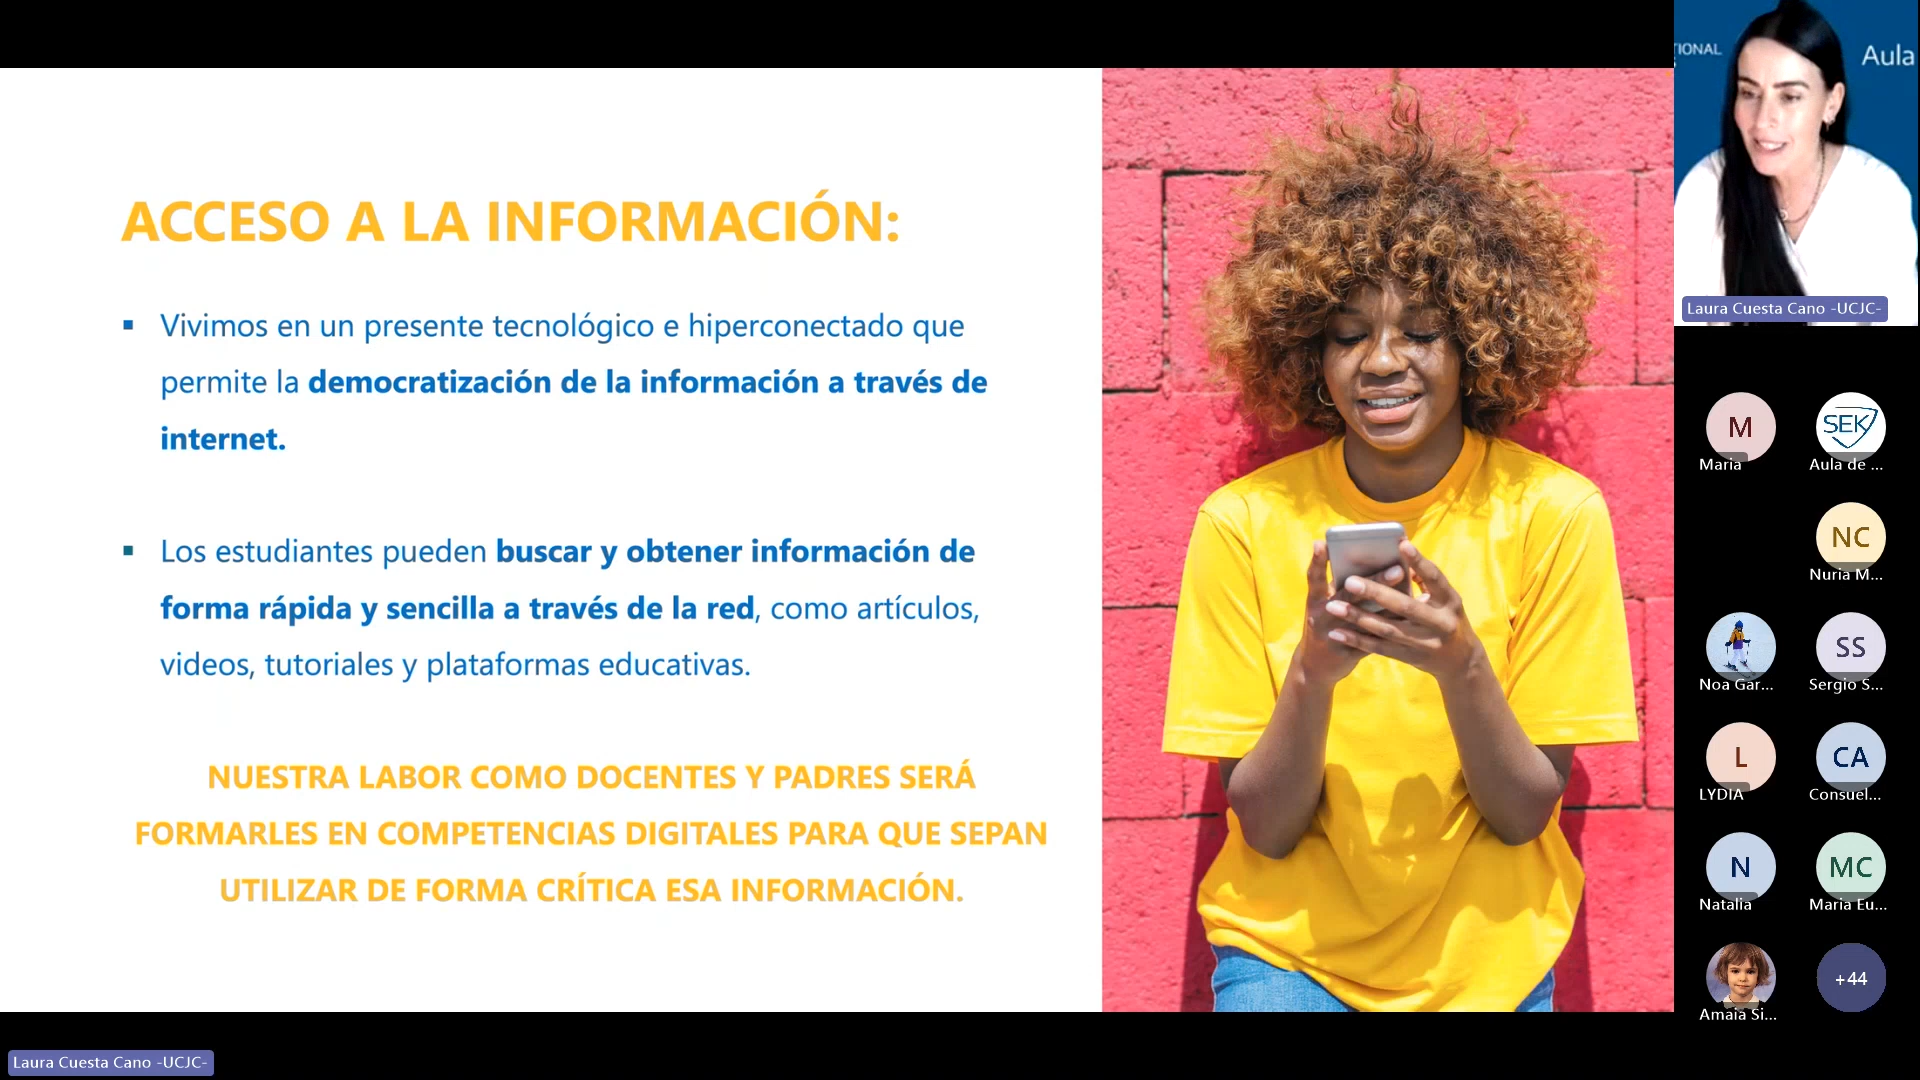 ACCESO A LA INFORMACIÓN:
▪ Vivimos en un presente tecnológico e hiperconectado que
permite la democratización de la información a través de
internet.
▪ Los estudiantes pueden buscar y obtener información de
forma rápida y sencilla a través de la red, como artículos,
videos, tutoriales y plataformas educativas.
NUESTRA LABOR COMO DOCENTES Y PADRES SERÁ
FORMARLES EN COMPETENCIAS DIGITALES PARA QUE SEPAN
UTILIZAR DE FORMA CRÍTICA ESA INFORMACIÓN.
TIONAL
Aula
Laura Cuesta Cano -UCJC-
M
Maria
SEK
Aula de ...
NC
Nuria M...
Noa Gar...
SS
Sergio S...
L
LYDIA
CA
Consuel...
N
Natalia
MC
Maria Eu...
Amaia Si...
+44
Laura Cuesta Cano -UCJC-